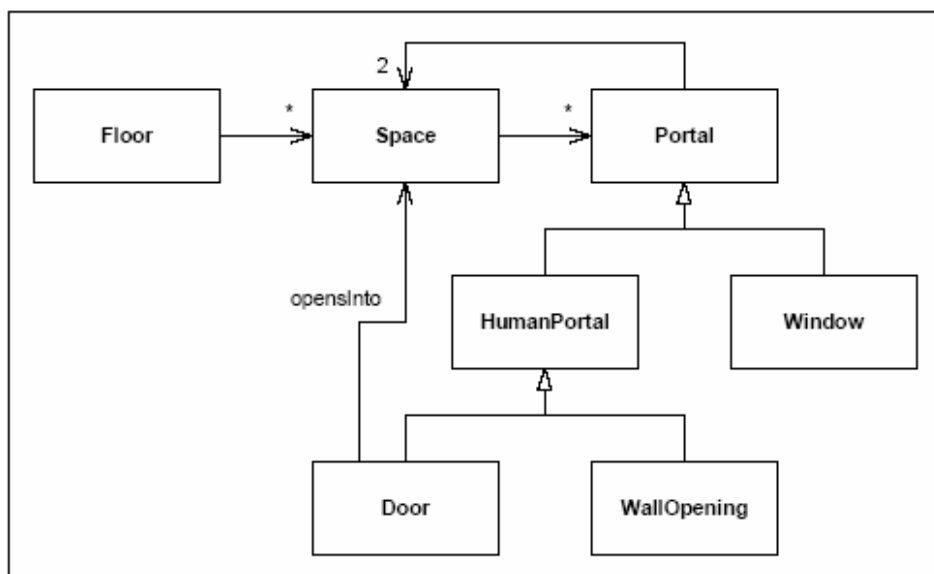 2
*
*
Floor
Space
Portal
opensInto
HumanPortal
Window
Door
WallOpening